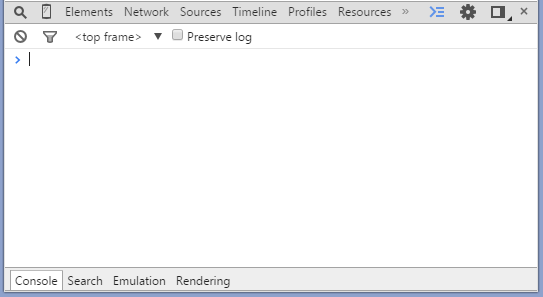 Elements Network Sources Timeline Profiles Resources »
<top frame> ▼ Preserve log
>
Console Search Emulation Rendering